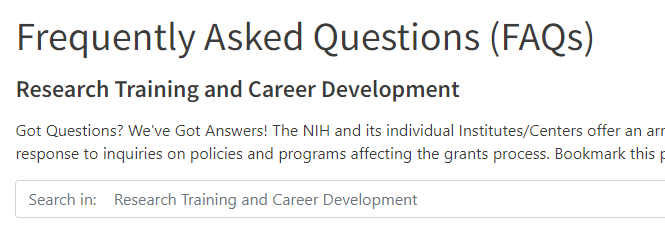 Frequently Asked Questions (FAQs)
Research Training and Career Development
Got Questions? We've Got Answers! The NIH and its individual Institutes/Centers offer an
response to inquiries on policies and programs affecting the grants process. Bookmark this
Search in: Research Training and Career Development